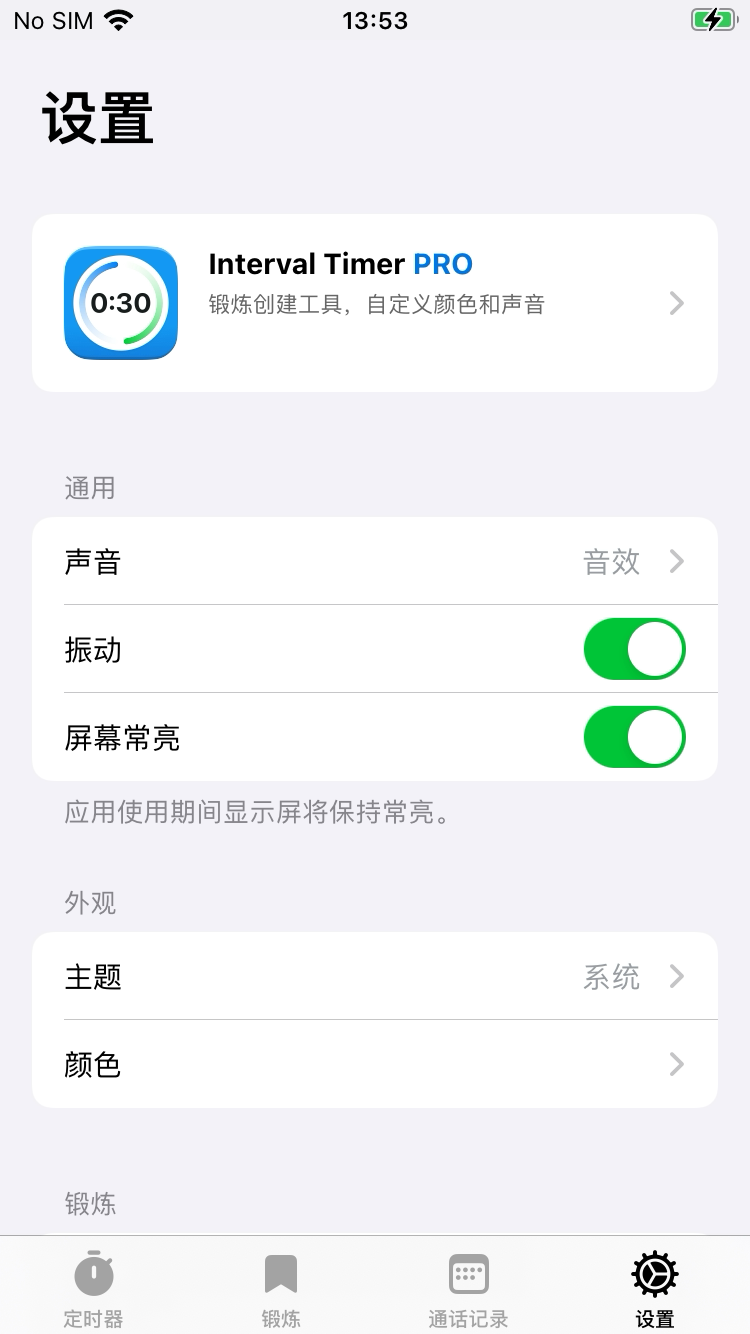 No SIM 13:53
设置
0:30
Interval Timer PRO
锻炼创建工具，自定义颜色和声音
通用
声音 音效
振动
屏幕常亮
应用使用期间显示屏将保持常亮。
外观
主题 系统
颜色
锻炼
定时器 锻炼 通话记录 设置